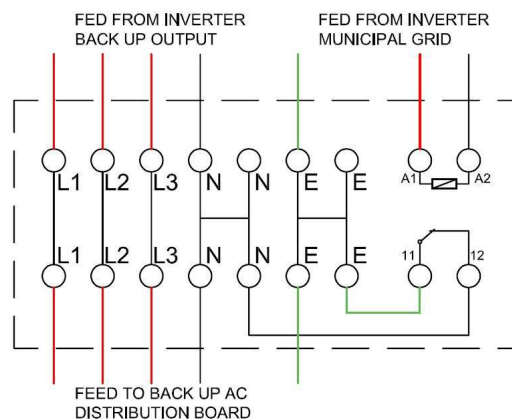 FED FROM INVERTER
BACK UP OUTPUT
FED FROM INVERTER
MUNICIPAL GRID
L1 L2 L3 N N E E A1 A2
L1 L2 L3 N N E E 11 12
FEED TO BACK UP AC
DISTRIBUTION BOARD